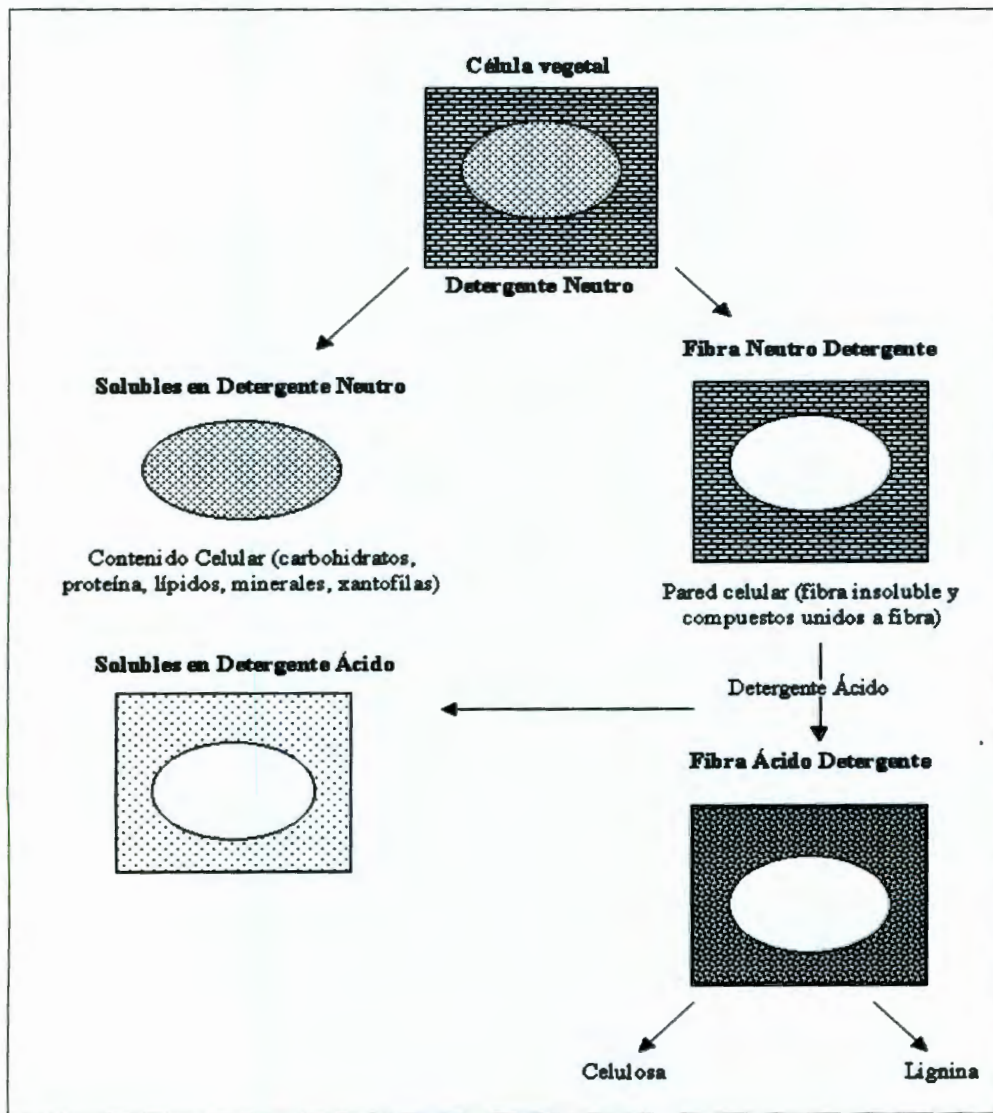 Célula vegetal
Detergente Neutro
Fibra Neutro Detergente
Solubles en Detergente Neutro
Contenido Celular (carbohidratos,
proteína, lípidos, minerales, xantofilas)
Pared celular (fibra insoluble y
compuestos unidos a fibra)
Solubles en Detergente Ácido
Detergente Ácido
Fibra Ácido Detergente
Celulosa
Lignina